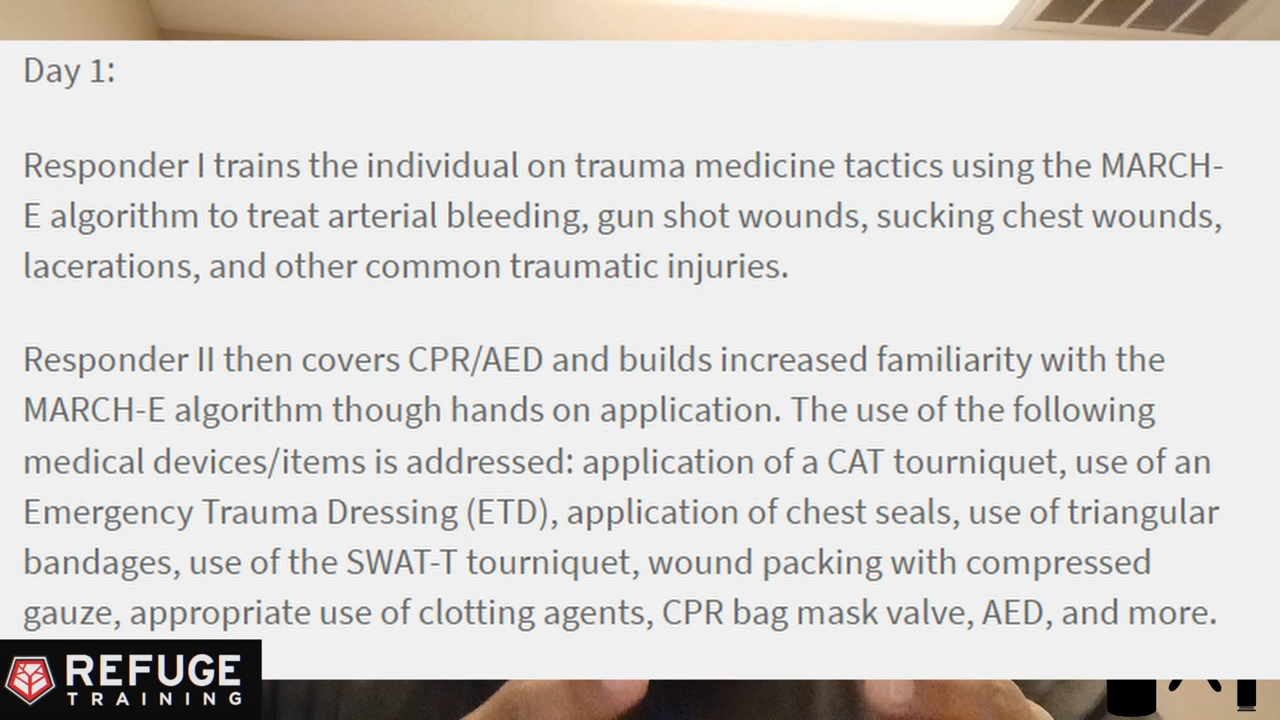 Day 1:
Responder I trains the individual on trauma medicine tactics using the MARCH-
E algorithm to treat arterial bleeding, gun shot wounds, sucking chest wounds,
lacerations, and other common traumatic injuries.
Responder II then covers CPR/AED and builds increased familiarity with the
MARCH-E algorithm though hands on application. The use of the following
medical devices/items is addressed: application of a CAT tourniquet, use of an
Emergency Trauma Dressing (ETD), application of chest seals, use of triangular
bandages, use of the SWAT-T tourniquet, wound packing with compressed
gauze, appropriate use of clotting agents, CPR bag mask valve, AED, and more.
REFUGE
TRAINING